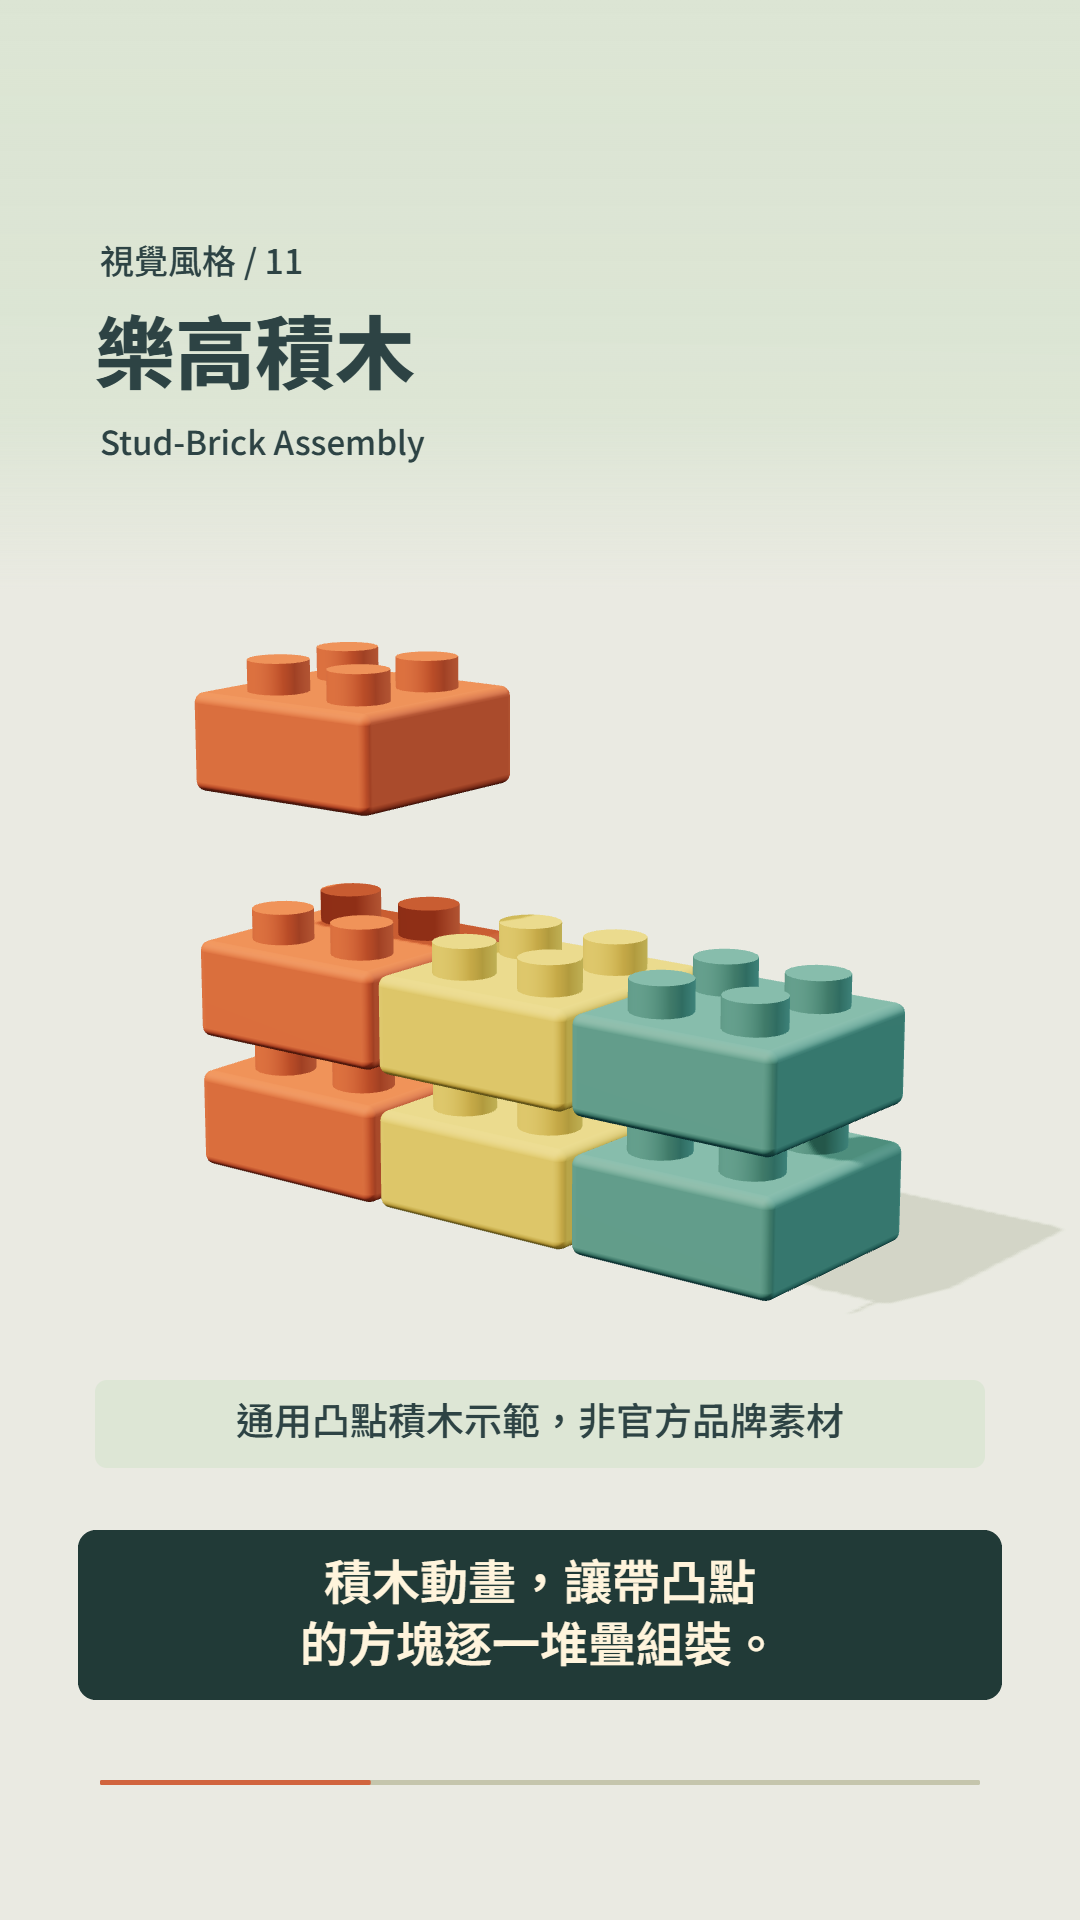 視覺風格 / 11
樂高積木
Stud-Brick Assembly
通用凸點積木示範，非官方品牌素材
積木動畫，讓帶凸點
的方塊逐一堆疊組裝。